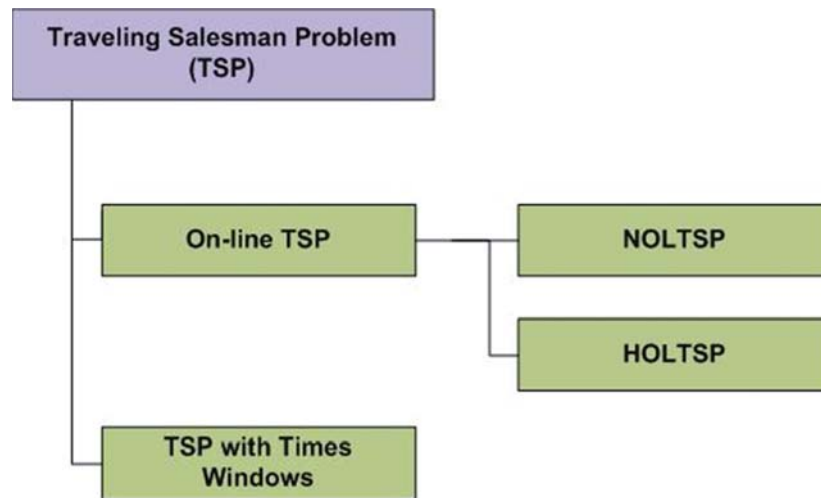 Traveling Salesman Problem
(TSP)
On-line TSP
NOLTSP
HOLTSP
TSP with Times
Windows